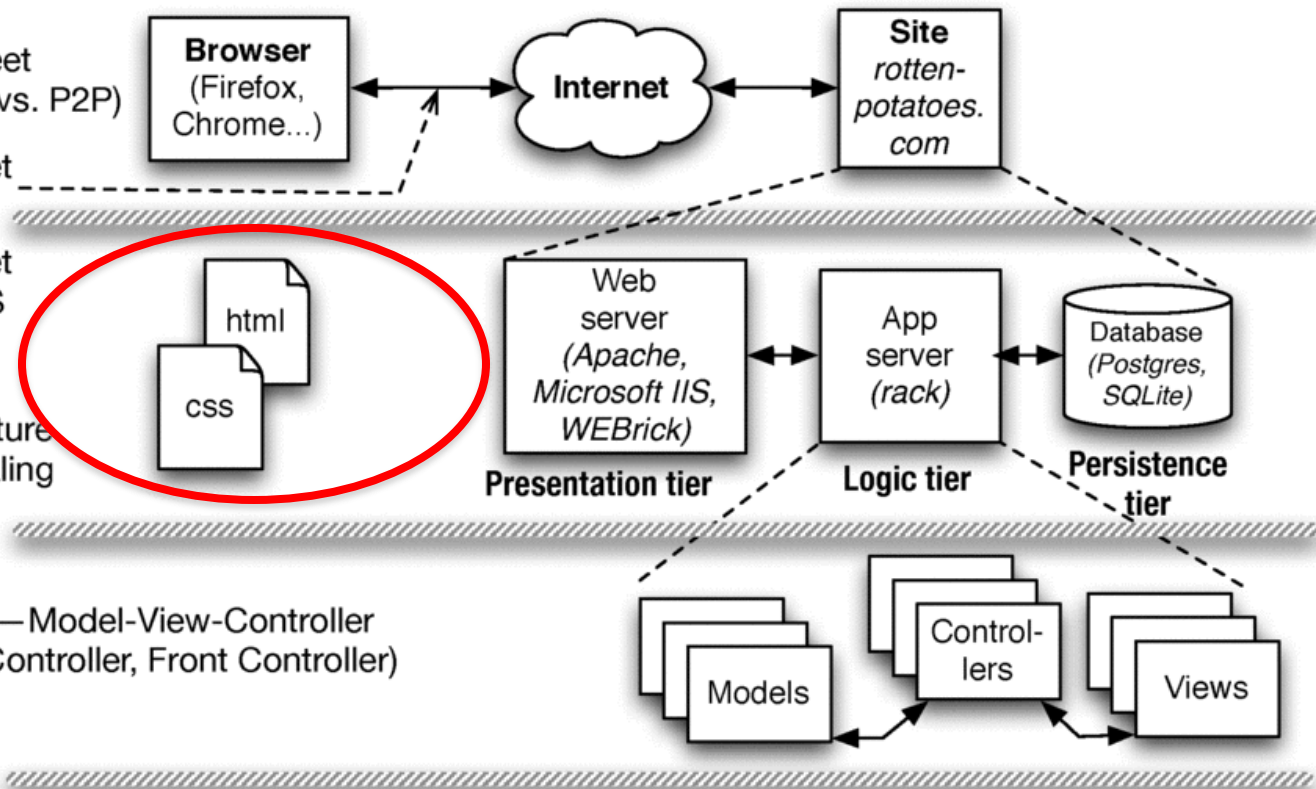 Browser
(Firefox,
Chrome...)
Internet
Site
rotten-
potatoes.
com
vs. P2P)
html
css
Web
server
(Apache,
Microsoft IIS,
WEBrick)
Presentation tier
App
server
(rack)
Logic tier
Database
(Postgres,
SQLite)
Persistence
tier
—Model-View-Controller
Controller, Front Controller)
Models
Control-
lers
Views